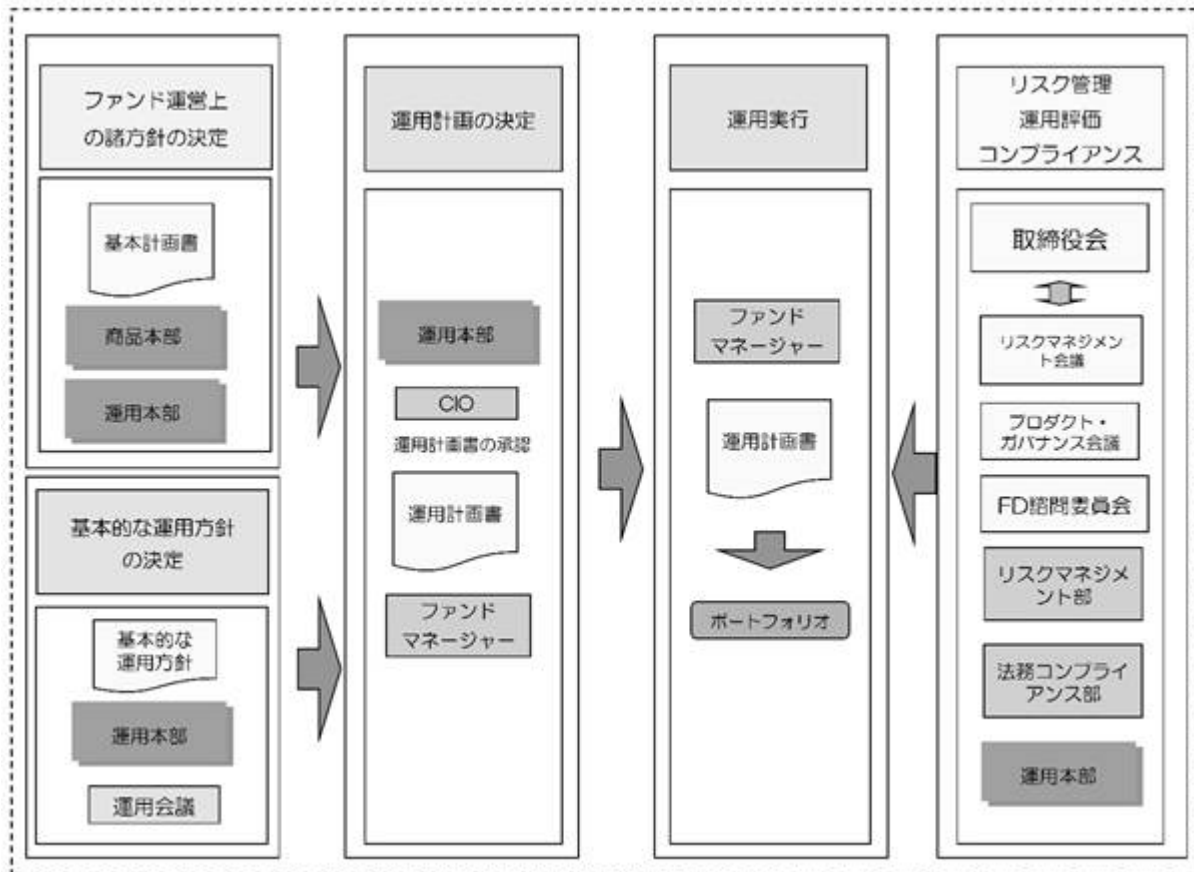 ファンド運営上
の諸方針の決定
基本計画書
商品本部
運用本部
基本的な運用方針
の決定
基本的な
運用方針
運用本部
運用会議
運用計画の決定
運用本部
CIO
運用計画書の承認
運用計画書
ファンド
マネージャー
運用実行
ファンド
マネージャー
運用計画書
ポートフォリオ
リスク管理
運用評価
コンプライアンス
取締役会
リスクマネジメン
ト会議
プロダクト・
ガバナンス会議
FD諮問委員会
リスクマネジメ
ント部
法務コンプライ
アンス部
運用本部